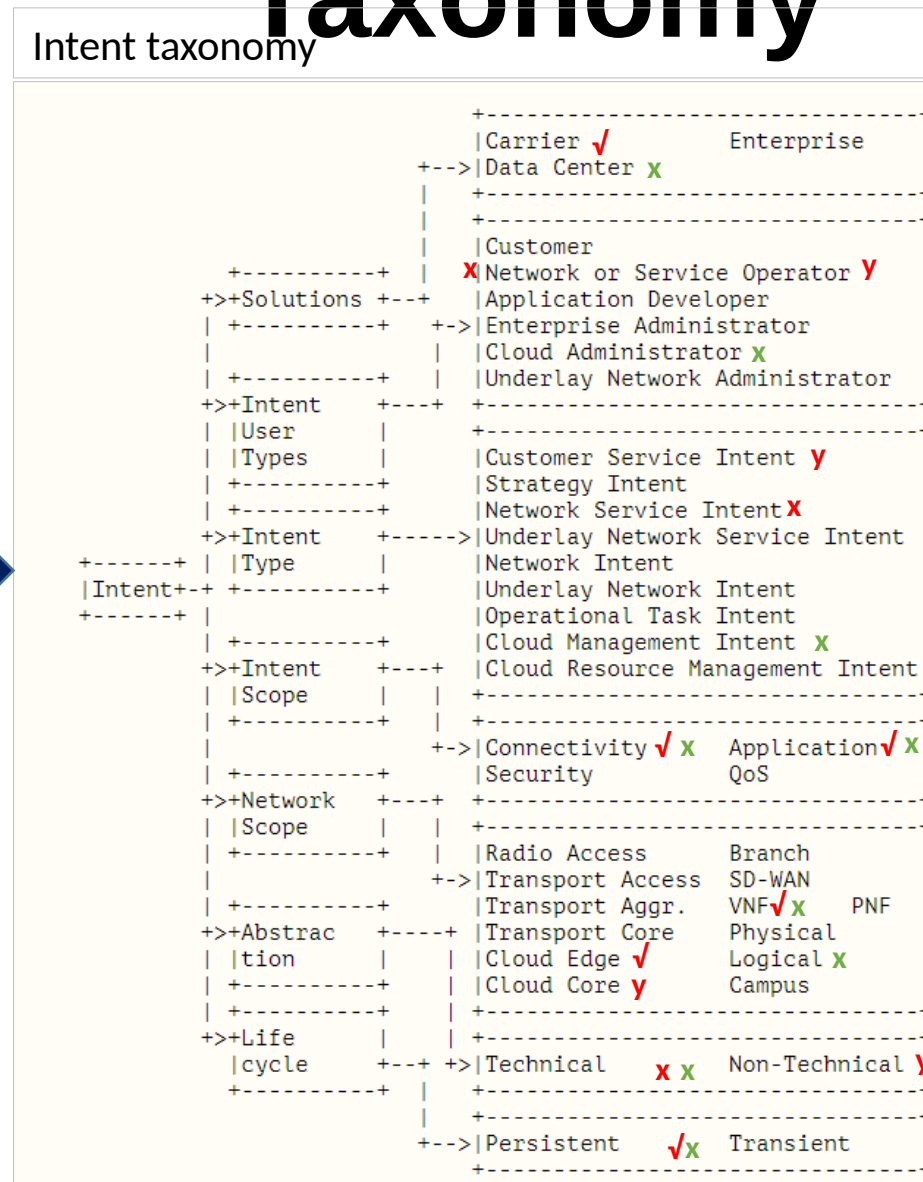 Taxonomy
Intent taxonomy
+--------------------------------
|Carrier √ Enterprise
+-->|Data Center x
| +--------------------------------
| +--------------------------------
| |Customer
+----------+ | x|Network or Service Operator y
+>+Solutions +--+ |Application Developer
| +----------+ +->|Enterprise Administrator
| | |Cloud Administrator x
| +----------+ | |Underlay Network Administrator
+>+Intent +---+ +--------------------------------
| |User | +--------------------------------
| |Types | |Customer Service Intent y
| +----------+ |Strategy Intent
| +----------+ |Network Service Intent x
+>+Intent +----->|Underlay Network Service Intent
+------+ | |Type | |Network Intent
|Intent+-+ +----------+ |Underlay Network Intent
+------+ | |Operational Task Intent
| +----------+ |Cloud Management Intent x
+>+Intent +---+ |Cloud Resource Management Intent
| |Scope | | +--------------------------------
| +----------+ | +--------------------------------
| +->|Connectivity √ x Application √ x
| +----------+ |Security QoS
+>+Network +---+ +--------------------------------
| |Scope | | +--------------------------------
| +----------+ | |Radio Access Branch
| +->|Transport Access SD-WAN
| +----------+ |Transport Aggr. VNF √ x PNF
+>+Abstrac +----+ |Transport Core Physical
| |tion | | |Cloud Edge √ Logical x
| +----------+ | |Cloud Core y Campus
| +----------+ | +--------------------------------
+>+Life | | +--------------------------------
|cycle +--+ +>|Technical x x Non-Technical y
+----------+ | +--------------------------------
| +--------------------------------
+-->|Persistent √ x Transient
+--------------------------------